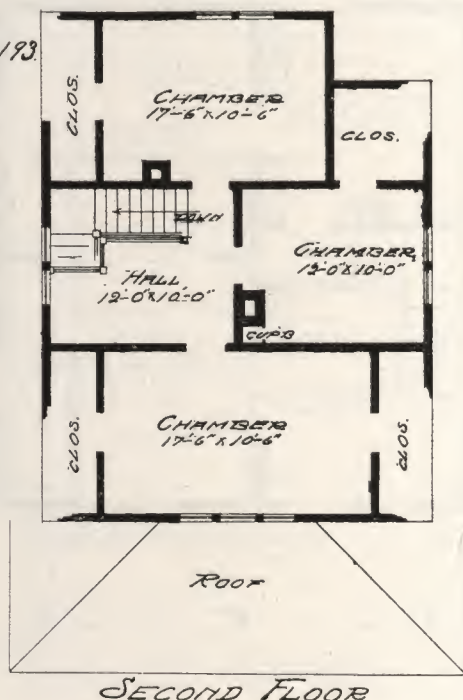 193.
CLOS.
CHAMBER
17'-6" X 10'-6"
CLOS.
DOWN
CHAMBER
12'-0" X 10'-0"
HALL
12'-0" X 10'-0"
CUP'B
CLOS.
CHAMBER
17'-6" X 10'-6"
CLOS.
ROOF
SECOND FLOOR